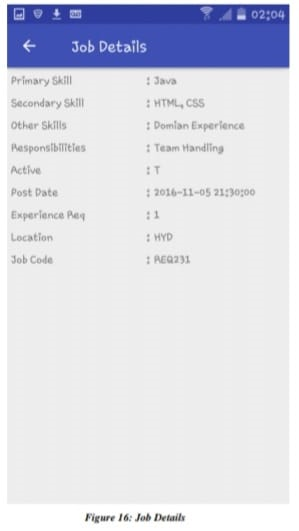 02:04
Job Details
Primary Skill : Java
Secondary Skill : HTML, CSS
Other Skills : Domian Experience
Responsibilities : Team Handling
Active : T
Post Date : 2016-11-05 21:30:00
Experience Req : 1
Location : HYD
Job Code : REQ231
Figure 16: Job Details